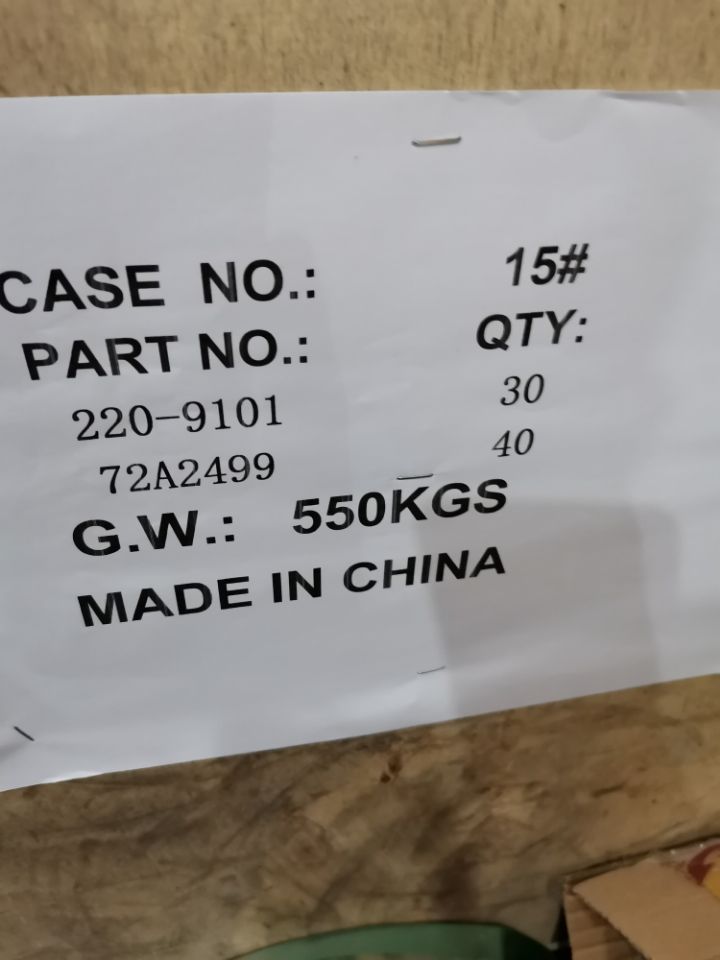 CASE NO.: 15#
PART NO.: QTY:
220-9101 30
72A2499 40
G.W.: 550KGS
MADE IN CHINA